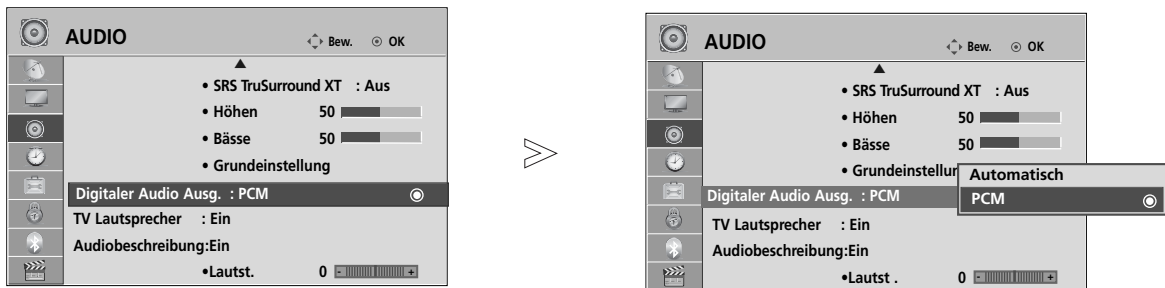 AUDIO Bew. OK
• SRS TruSurround XT : Aus
• Höhen 50
• Bässe 50
• Grundeinstellung
Digitaler Audio Ausg. : PCM
TV Lautsprecher : Ein
Audiobeschreibung:Ein
•Lautst. 0 - +
AUDIO Bew. OK
• SRS TruSurround XT : Aus
• Höhen 50
• Bässe 50
• Grundeinstellur
Automatisch
Digitaler Audio Ausg. : PCM
PCM
TV Lautsprecher : Ein
Audiobeschreibung:Ein
•Lautst . 0 - +